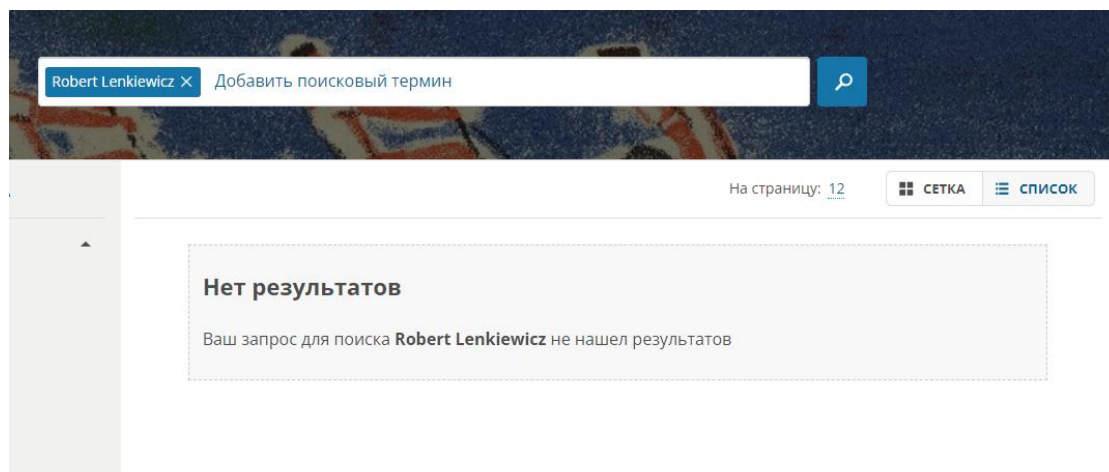 Robert Lenkiewicz × Добавить поисковый термин
На страницу: 12 СЕТКА СПИСОК
Нет результатов
Ваш запрос для поиска Robert Lenkiewicz не нашел результатов